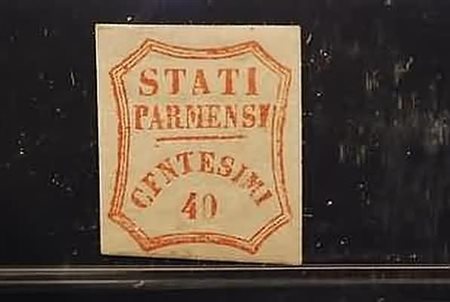 STATI
PARMENSI
CENTESIMI
40